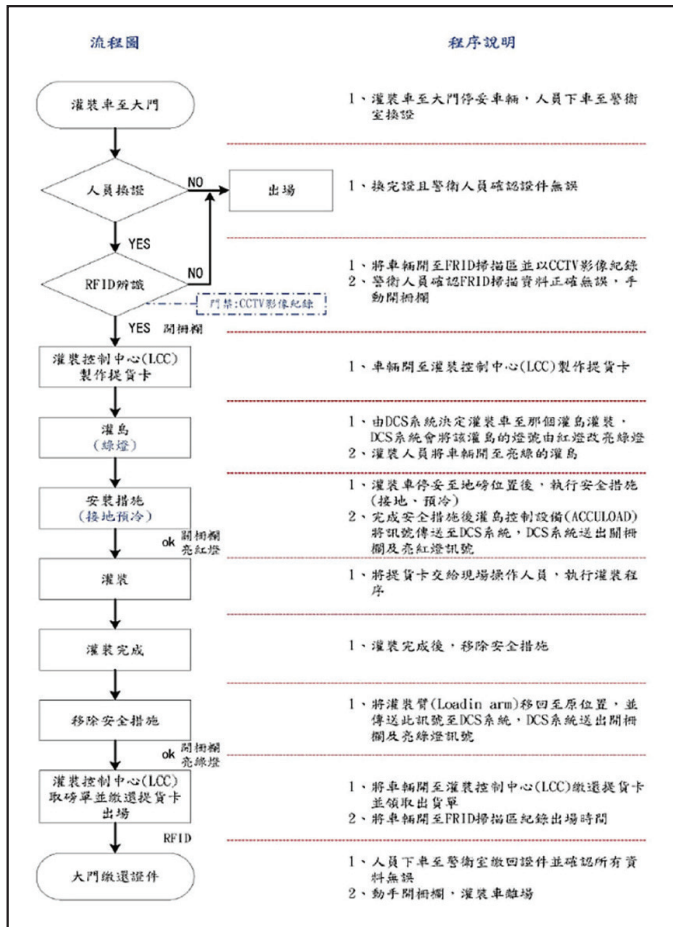 流程圖
程序說明
灌裝車至大門
1、灌裝車至大門停妥車輛，人員下車至警衛
室換證
人員換證
NO
出場
1、換完證且警衛人員確認證件無誤
YES
RFID辨識
NO
門禁:CCTV影像紀錄
1、將車輛開至FRID掃描區並以CCTV影像紀錄
2、警衛人員確認FRID掃描資料正確無誤，手
動開柵欄
YES 開柵欄
灌裝控制中心(LCC)
製作提貨卡
1、車輛開至灌裝控制中心(LCC)製作提貨卡
灌島
(綠燈)
1、由DCS系統決定灌裝車至那個灌島灌裝，
DCS系統會將該灌島的燈號由紅燈改亮綠燈
2、灌裝人員將車輛開至亮綠的灌島
安裝措施
(接地預冷)
1、灌裝車停妥至地磅位置後，執行安全措施
(接地、預冷)
2、完成安全措施後灌島控制設備(ACCULOAD)
將訊號傳送至DCS系統，DCS系統送出關柵
欄及亮紅燈訊號
ok 關柵欄
亮紅燈
灌裝
1、將提貨卡交給現場操作人員，執行灌裝程
序
灌裝完成
1、灌裝完成後，移除安全措施
移除安全措施
1、將灌裝臂(Loadin arm)移回至原位置，並
傳送此訊號至DCS系統，DCS系統送出開柵
欄及亮綠燈訊號
ok 開柵欄
亮綠燈
灌裝控制中心(LCC)
取磅單並繳還提貨卡
出場
1、將車輛開至灌裝控制中心(LCC)繳還提貨卡
並領取出貨單
2、將車輛開至FRID掃描區紀錄出場時間
RFID
大門繳還證件
1、人員下車至警衛室繳回證件並確認所有資
料無誤
2、動手開柵欄，灌裝車離場